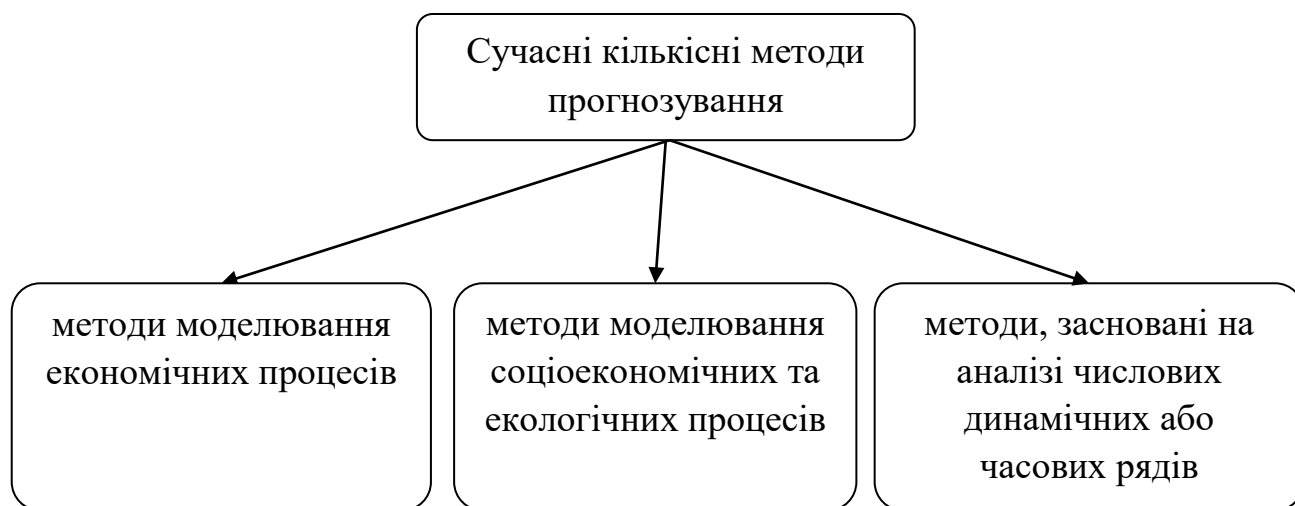 Сучасні кількісні методи
прогнозування
методи моделювання
економічних процесів
методи моделювання
соціоекономічних та
екологічних процесів
методи, засновані на
аналізі числових
динамічних або
часових рядів